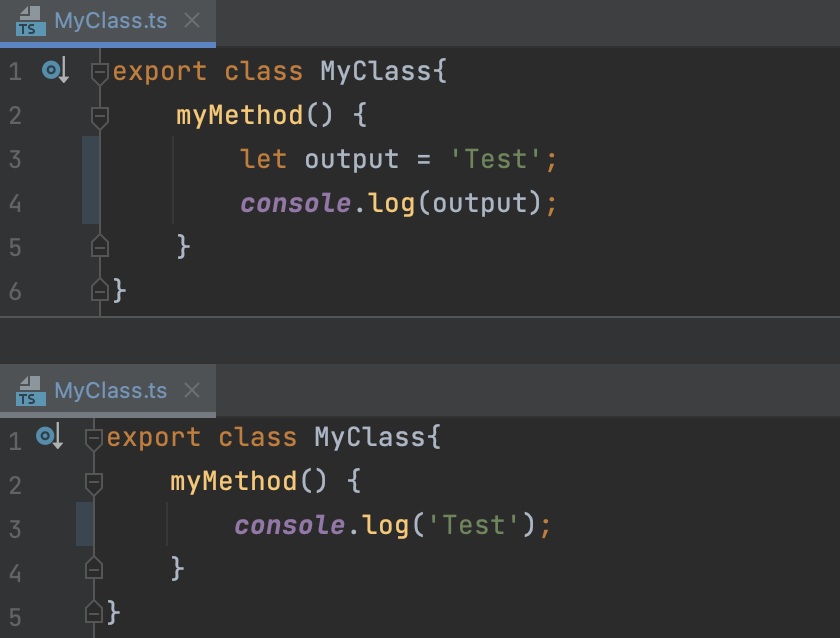 TS MyClass.ts
1 export class MyClass{
2 myMethod() {
3 let output = 'Test';
4 console.log(output);
5 }
6 }
TS MyClass.ts
1 export class MyClass{
2 myMethod() {
3 console.log('Test');
4 }
5 }